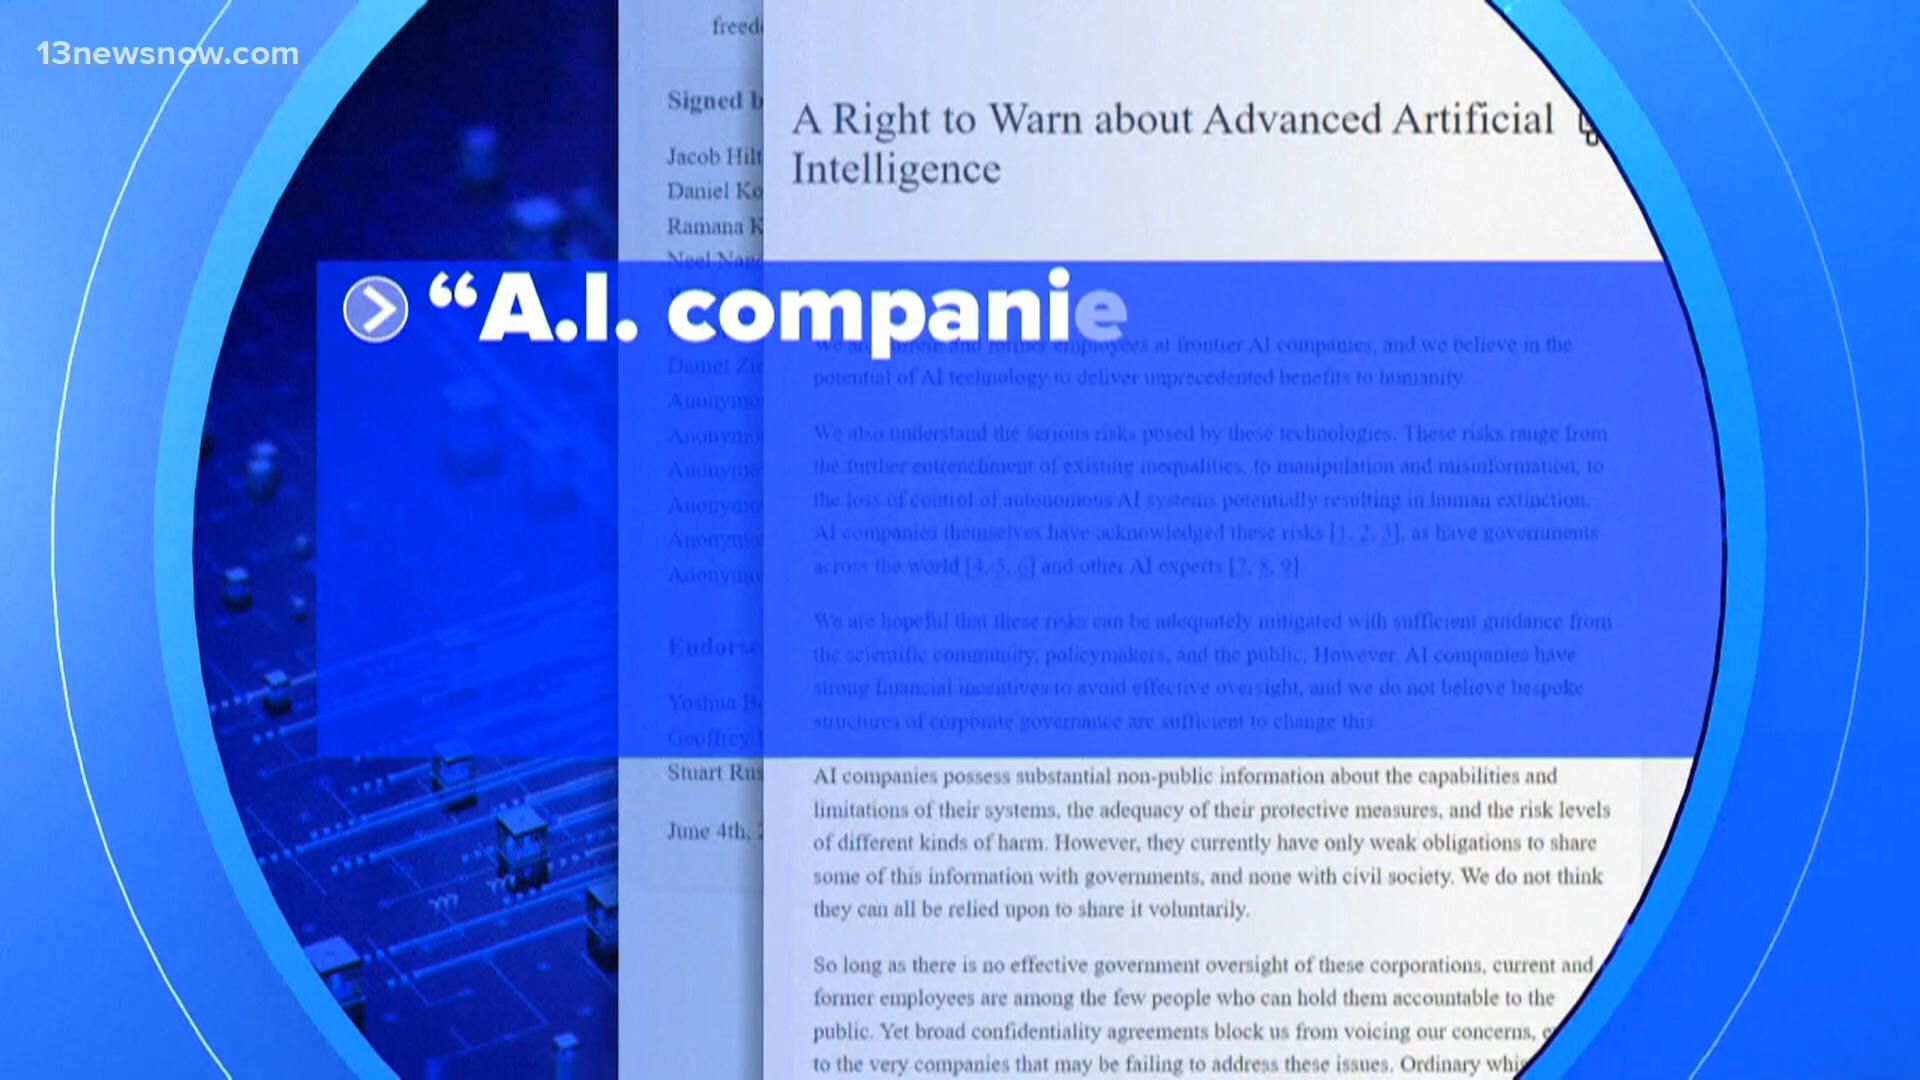 13newsnow.com
freed
Signed b
Jacob Hilt
Daniel Ko
Ramana K
Neel Nan
Daniel Zie
Anonymo
Anonymo
Anonymo
Anonymo
Anonymo
Anonymo
Endorse
Yoshua B
Geoffrey
Stuart Rus
June 4th,
A Right to Warn about Advanced Artificial
Intelligence
“A.I. companie
We are current and former employees at frontier AI companies, and we believe in the
potential of AI technology to deliver unprecedented benefits to humanity.
We also understand the serious risks posed by these technologies. These risks range from
the further entrenchment of existing inequalities, to manipulation and misinformation, to
the loss of control of autonomous AI systems potentially resulting in human extinction.
AI companies themselves have acknowledged these risks [1, 2, 3], as have governments
across the world [4, 5, 6] and other AI experts [7, 8, 9]
We are hopeful that these risks can be adequately mitigated with sufficient guidance from
the scientific community, policymakers, and the public. However, AI companies have
strong financial incentives to avoid effective oversight, and we do not believe bespoke
structures of corporate governance are sufficient to change this.
AI companies possess substantial non-public information about the capabilities and
limitations of their systems, the adequacy of their protective measures, and the risk levels
of different kinds of harm. However, they currently have only weak obligations to share
some of this information with governments, and none with civil society. We do not think
they can all be relied upon to share it voluntarily.
So long as there is no effective government oversight of these corporations, current and
former employees are among the few people who can hold them accountable to the
public. Yet broad confidentiality agreements block us from voicing our concerns,
to the very companies that may be failing to address these issues. Ordinary whis